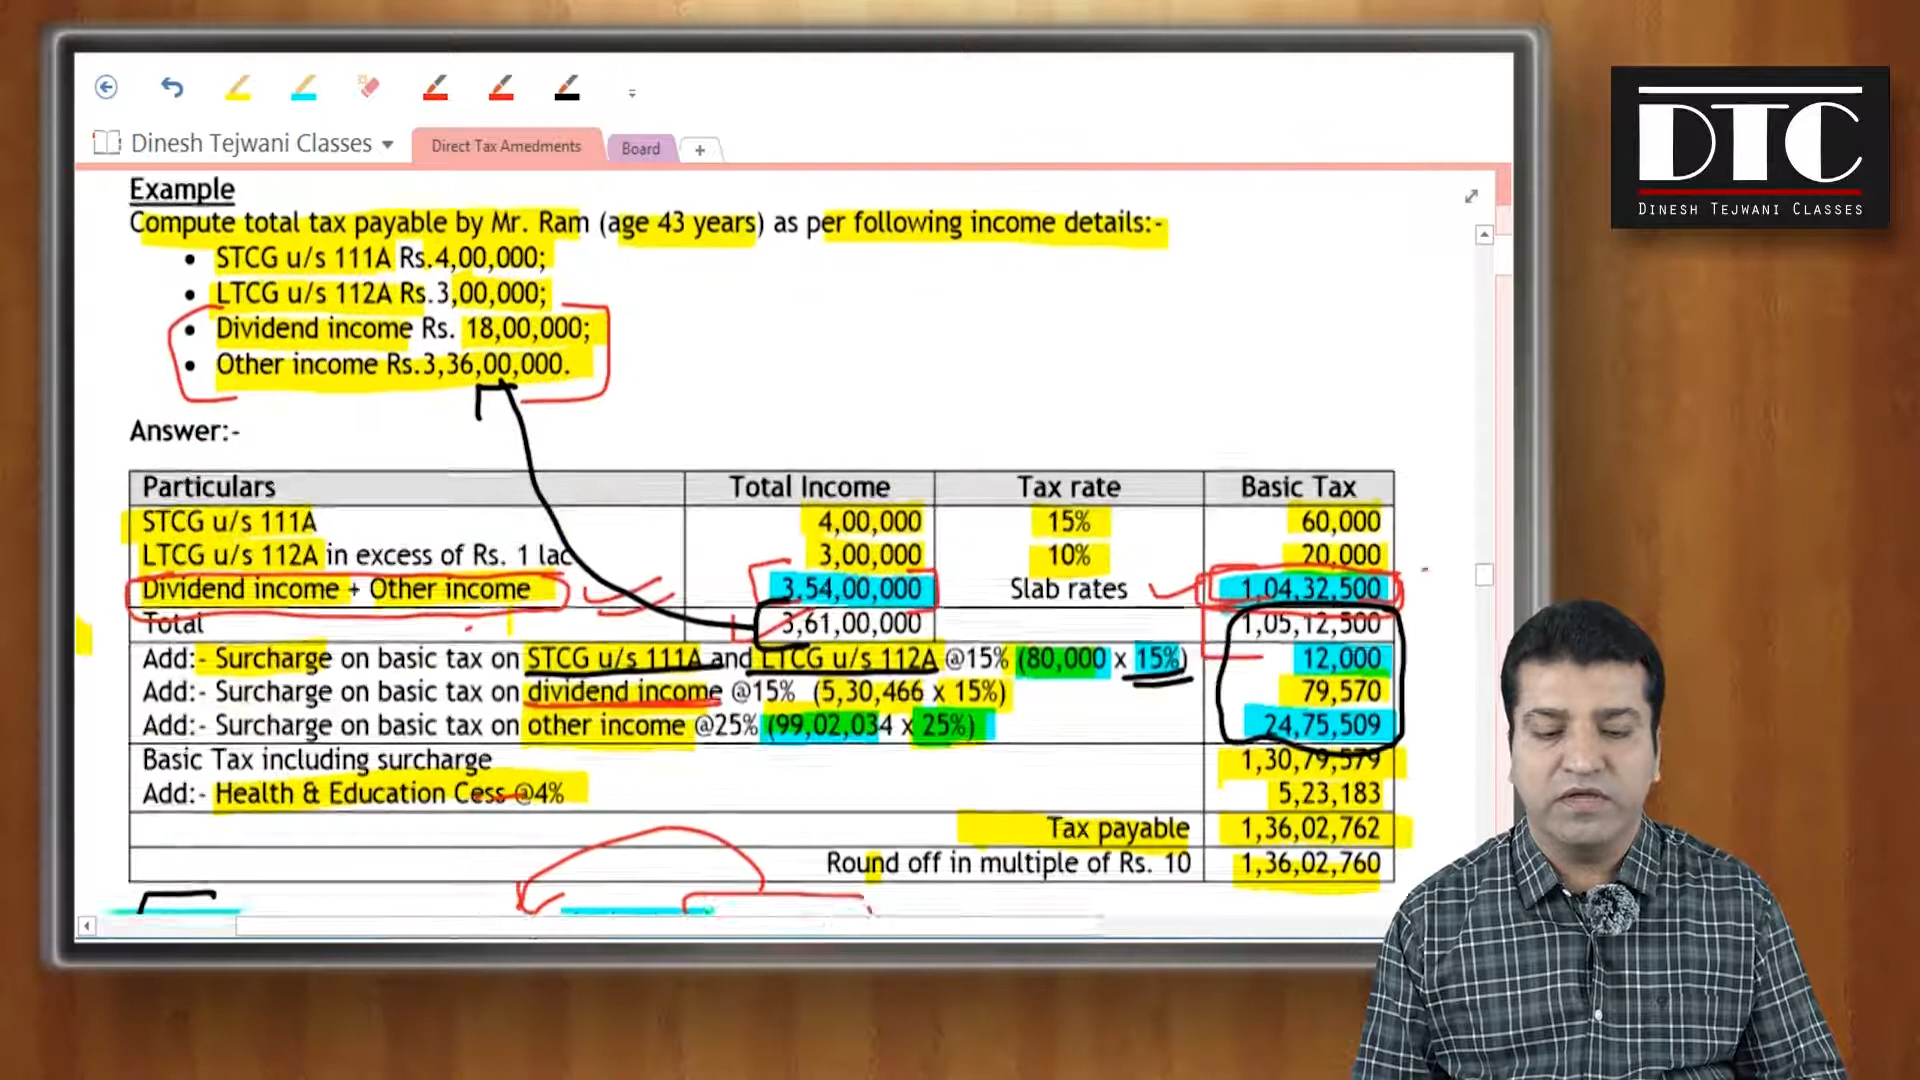 DTC
DINESH TEJWANI CLASSES
Dinesh Tejwani Classes
Direct Tax Amedments
Board
+
Example
Compute total tax payable by Mr. Ram (age 43 years) as per following income details:-
• STCG u/s 111A Rs.4,00,000;
• LTCG u/s 112A Rs.3,00,000;
• Dividend income Rs. 18,00,000;
• Other income Rs.3,36,00,000.
Answer:-
Particulars Total Income Tax rate Basic Tax
STCG u/s 111A 4,00,000 15% 60,000
LTCG u/s 112A in excess of Rs. 1 lac 3,00,000 10% 20,000
Dividend income + Other income 3,54,00,000 Slab rates 1,04,32,500
Total 3,61,00,000 1,05,12,500
Add:- Surcharge on basic tax on STCG u/s 111A and LTCG u/s 112A @15% (80,000 x 15%) 12,000
Add:- Surcharge on basic tax on dividend income @15% (5,30,466 x 15%) 79,570
Add:- Surcharge on basic tax on other income @25% (99,02,034 x 25%) 24,75,509
Basic Tax including surcharge 1,30,79,579
Add:- Health & Education Cess @4% 5,23,183
Tax payable 1,36,02,762
Round off in multiple of Rs. 10 1,36,02,760